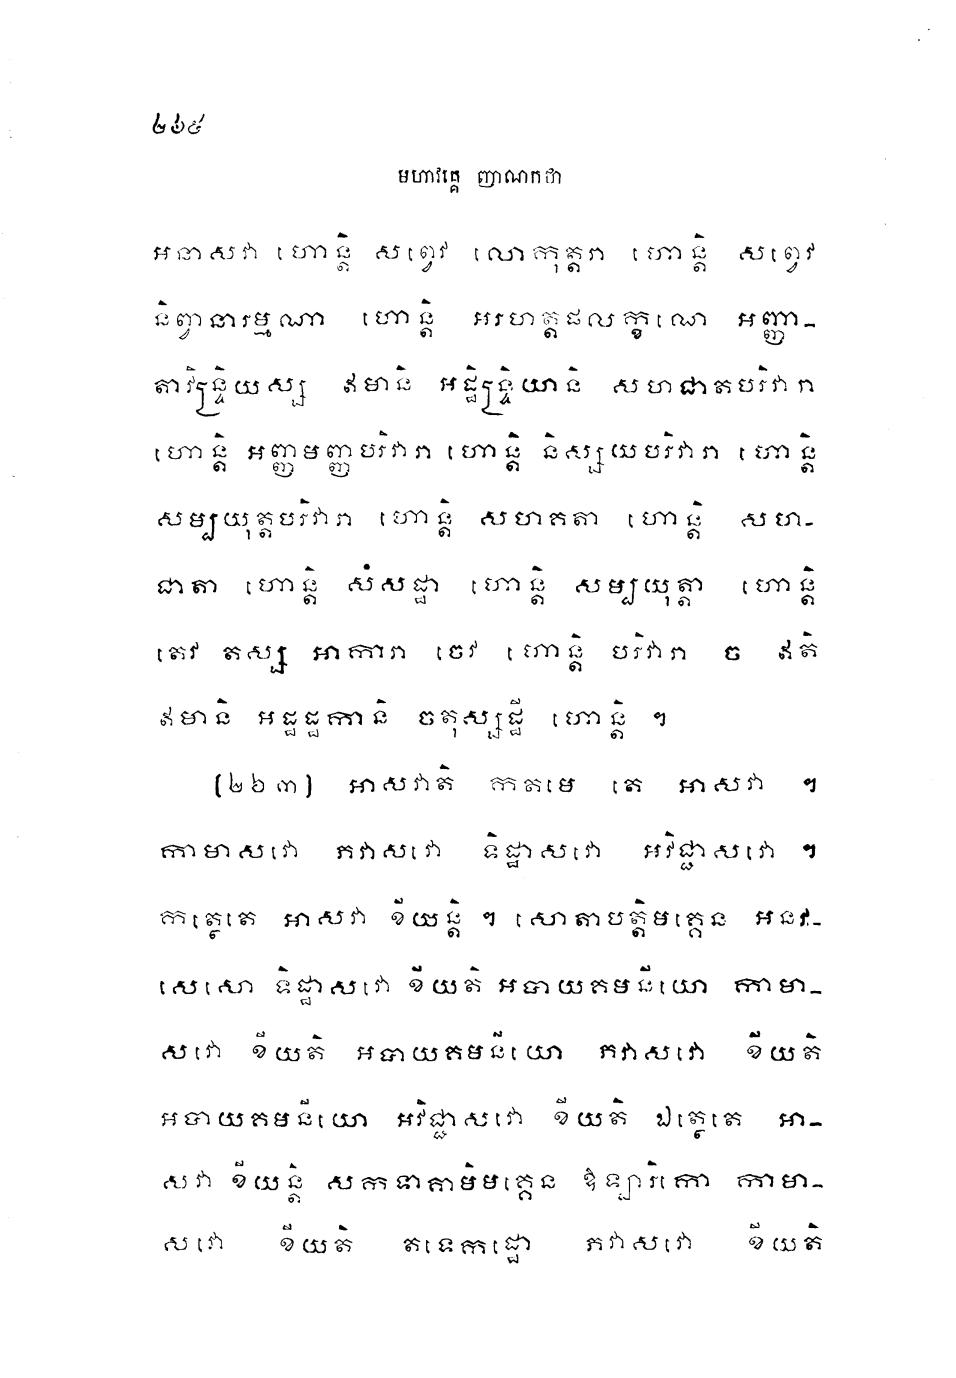 ២៦៤
មហាវគ្គេ ញាណកថា
អនាសវា ហោន្តិ សព្វេវ លោកុត្តរា ហោន្តិ សព្វេវ
និព្វានារម្មណា ហោន្តិ អរហត្តផលក្ខណេ អញ្ញា-
តាវិន្ទ្រិយស្ស ឥមានិ អដ្ឋិន្ទ្រិយានិ សហជាតបរិវារា
ហោន្តិ អញ្ញមញ្ញបរិវារា ហោន្តិ និស្សយបរិវារា ហោន្តិ
សម្បយុត្តបរិវារា ហោន្តិ សហគតា ហោន្តិ សហ-
ជាតា ហោន្តិ សំសដ្ឋា ហោន្តិ សម្បយុត្តា ហោន្តិ
តេវ តស្ស អាការា ចេវ ហោន្តិ បរិវារា ច ឥតិ
ឥមានិ អដ្ឋដ្ឋកានិ ចតុស្សដ្ឋី ហោន្តិ ។
(២៦៣) អាសវាតិ កតមេ តេ អាសវា ។
កាមាសវោ ភវាសវោ ទិដ្ឋាសវោ អវិជ្ជាសវោ ។
កត្ថេតេ អាសវា ខីយន្តិ ។ សោតាបត្តិមគ្គេន អនវ-
សេសោ ទិដ្ឋាសវោ ខីយតិ អបាយគមនីយោ កាមា-
សវោ ខីយតិ អបាយគមនីយោ ភវាសវោ ខីយតិ
អបាយគមនីយោ អវិជ្ជាសវោ ខីយតិ ឯត្ថេតេ អា-
សវា ខីយន្តិ សកទាគាមិមគ្គេន ឱឡារិកោ កាមា-
សវោ ខីយតិ តទេកដ្ឋោ ភវាសវោ ខីយតិ